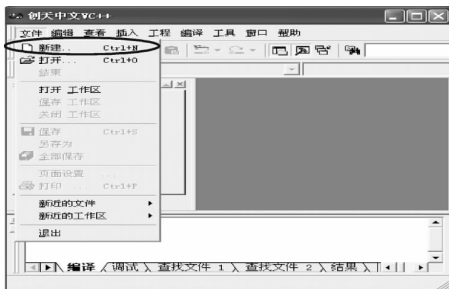 创天中文VC++
文件 编辑 查看 插入 工程 编译 工具 窗口 帮助
新建.. Ctrl+N
打开... Ctrl+O
结束
打开 工作区
保存 工作区
关闭 工作区
保存 Ctrl+S
另存为
全部保存
页面设置...
打印... Ctrl+P
新近的文件
新近的工作区
退出
编译 调试 查找文件 1 查找文件 2 结果